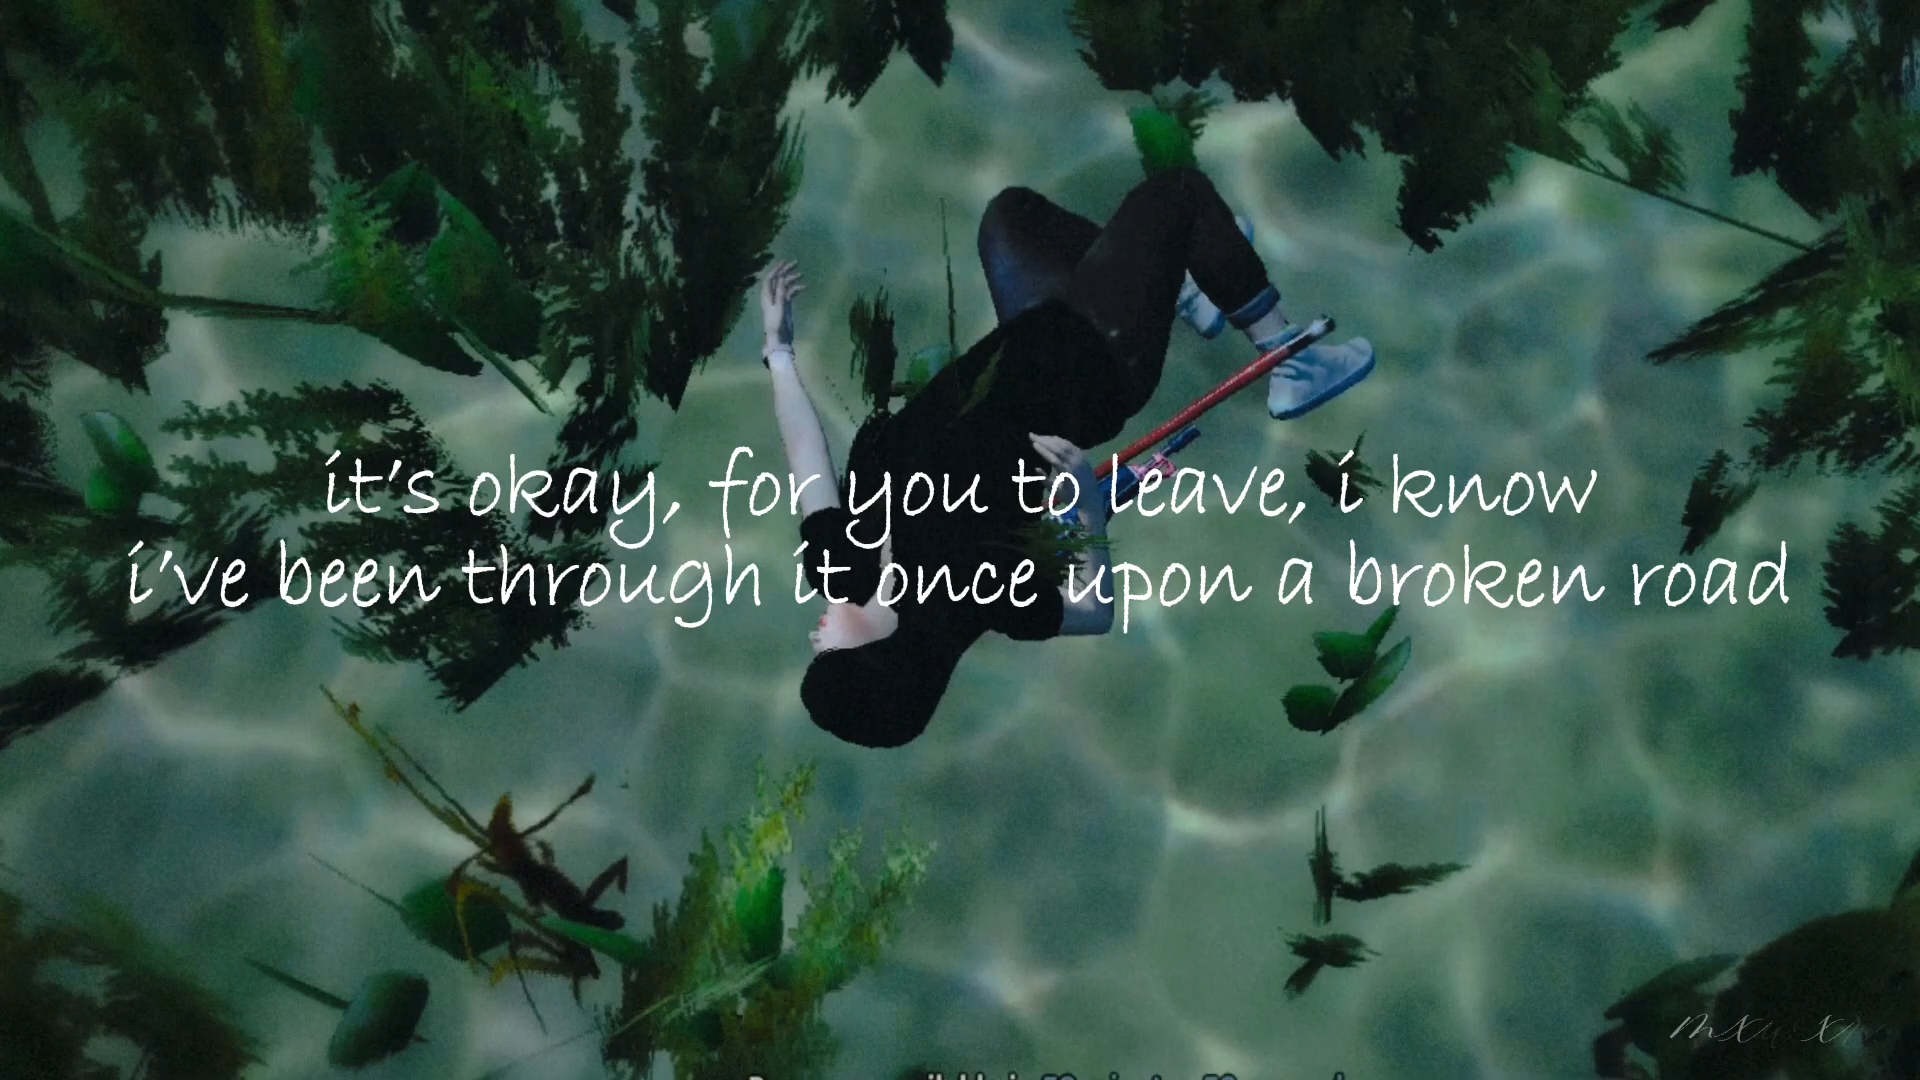 it's okay, for you to leave, i know
i've been through it once upon a broken road